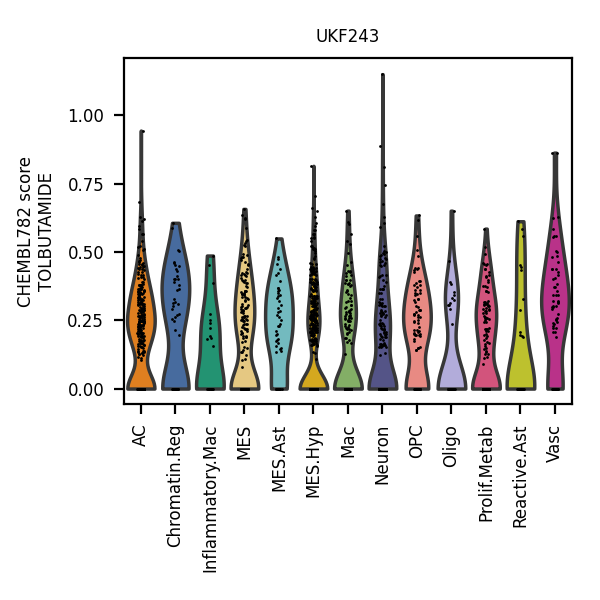 UKF243
CHEMBL782 score
TOLBUTAMIDE
1.00
0.75
0.50
0.25
0.00
AC
Chromatin.Reg
Inflammatory.Mac
MES
MES.Ast
MES.Hyp
Mac
Neuron
OPC
Oligo
Prolif.Metab
Reactive.Ast
Vasc